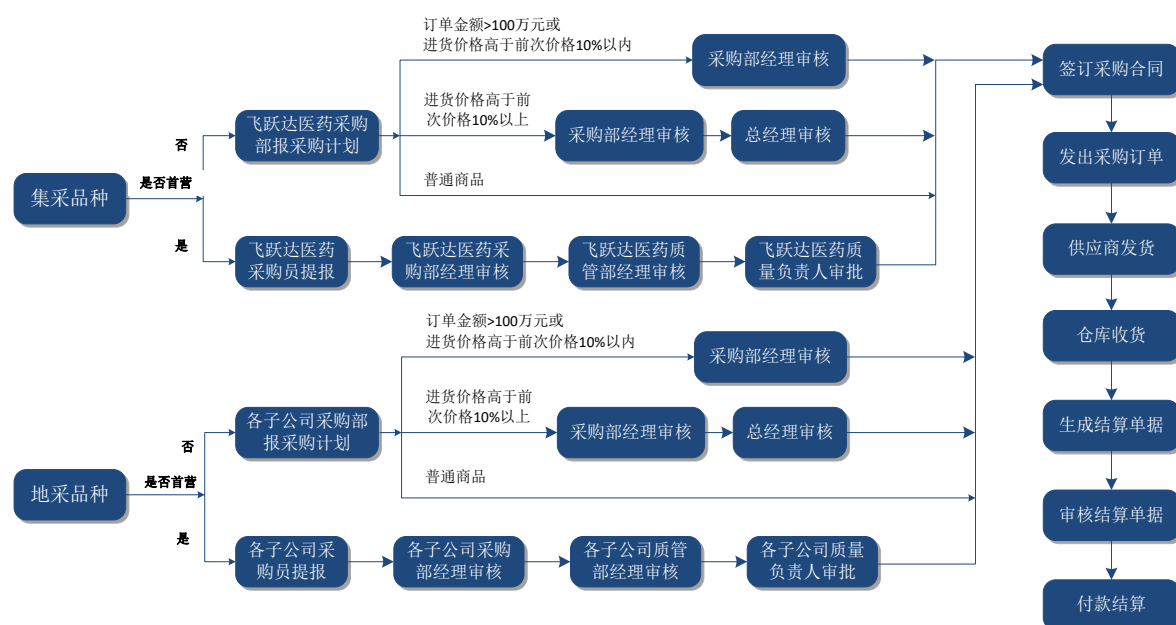 订单金额>100万元或
进货价格高于前次价格10%以内
采购部经理审核
签订采购合同
进货价格高于前
次价格10%以上
飞跃达医药采购
部报采购计划
采购部经理审核
总经理审核
否
发出采购订单
集采品种
是否首营
普通商品
是
飞跃达医药
采购员提报
飞跃达医药采
购部经理审核
飞跃达医药质
管部经理审核
飞跃达医药质
量负责人审批
供应商发货
订单金额>100万元或
进货价格高于前次价格10%以内
采购部经理审核
仓库收货
进货价格高于前
次价格10%以上
各子公司采购部
报采购计划
采购部经理审核
总经理审核
生成结算单据
否
地采品种
是否首营
普通商品
审核结算单据
是
各子公司采
购员提报
各子公司采购
部经理审核
各子公司质管
部经理审核
各子公司质量
负责人审批
付款结算